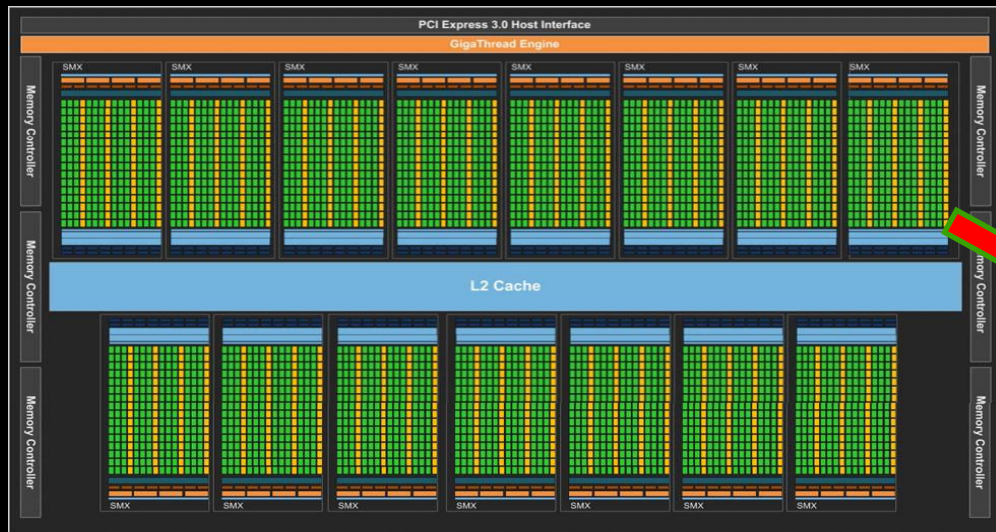 PCI Express 3.0 Host Interface
GigaThread Engine
SMX SMX SMX SMX SMX SMX SMX SMX
Memory Controller
Memory Controller
Memory Controller
Memory Controller
emory Controller
Memory Controller
L2 Cache
SMX SMX SMX SMX SMX SMX SMX